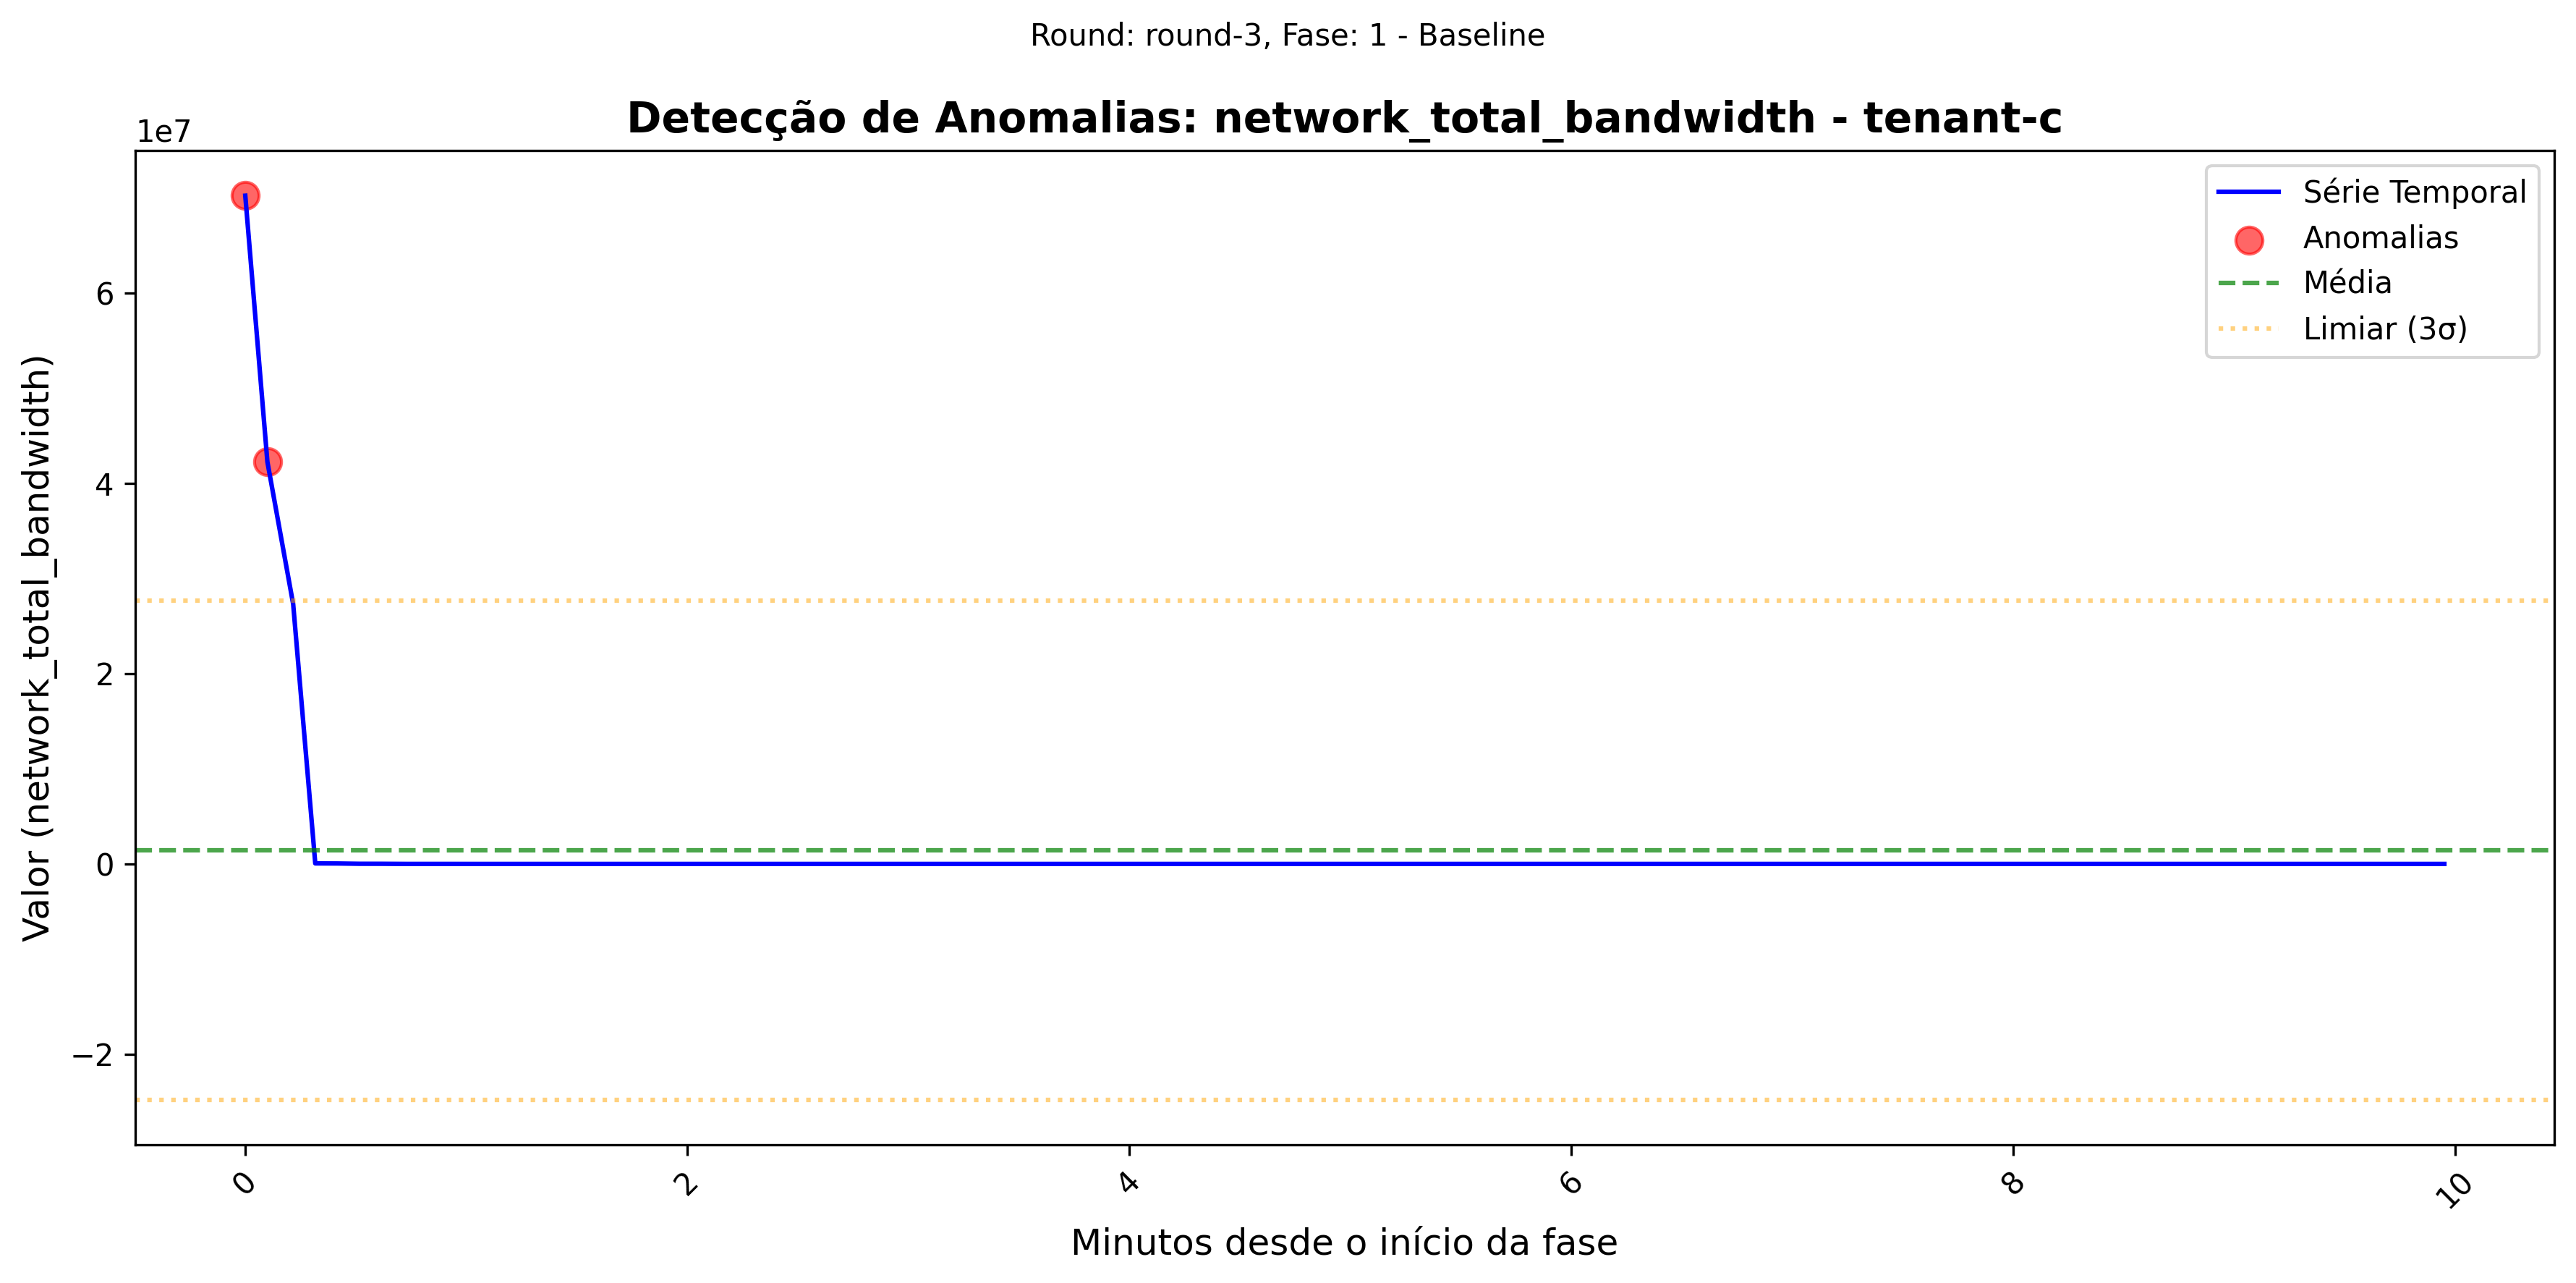 Round: round-3, Fase: 1 - Baseline
Detecção de Anomalias: network_total_bandwidth - tenant-c
1e7
Série Temporal
Anomalias
Média
Limiar (3σ)
6
4
2
0
−2
Valor (network_total_bandwidth)
0
2
4
6
8
10
Minutos desde o início da fase